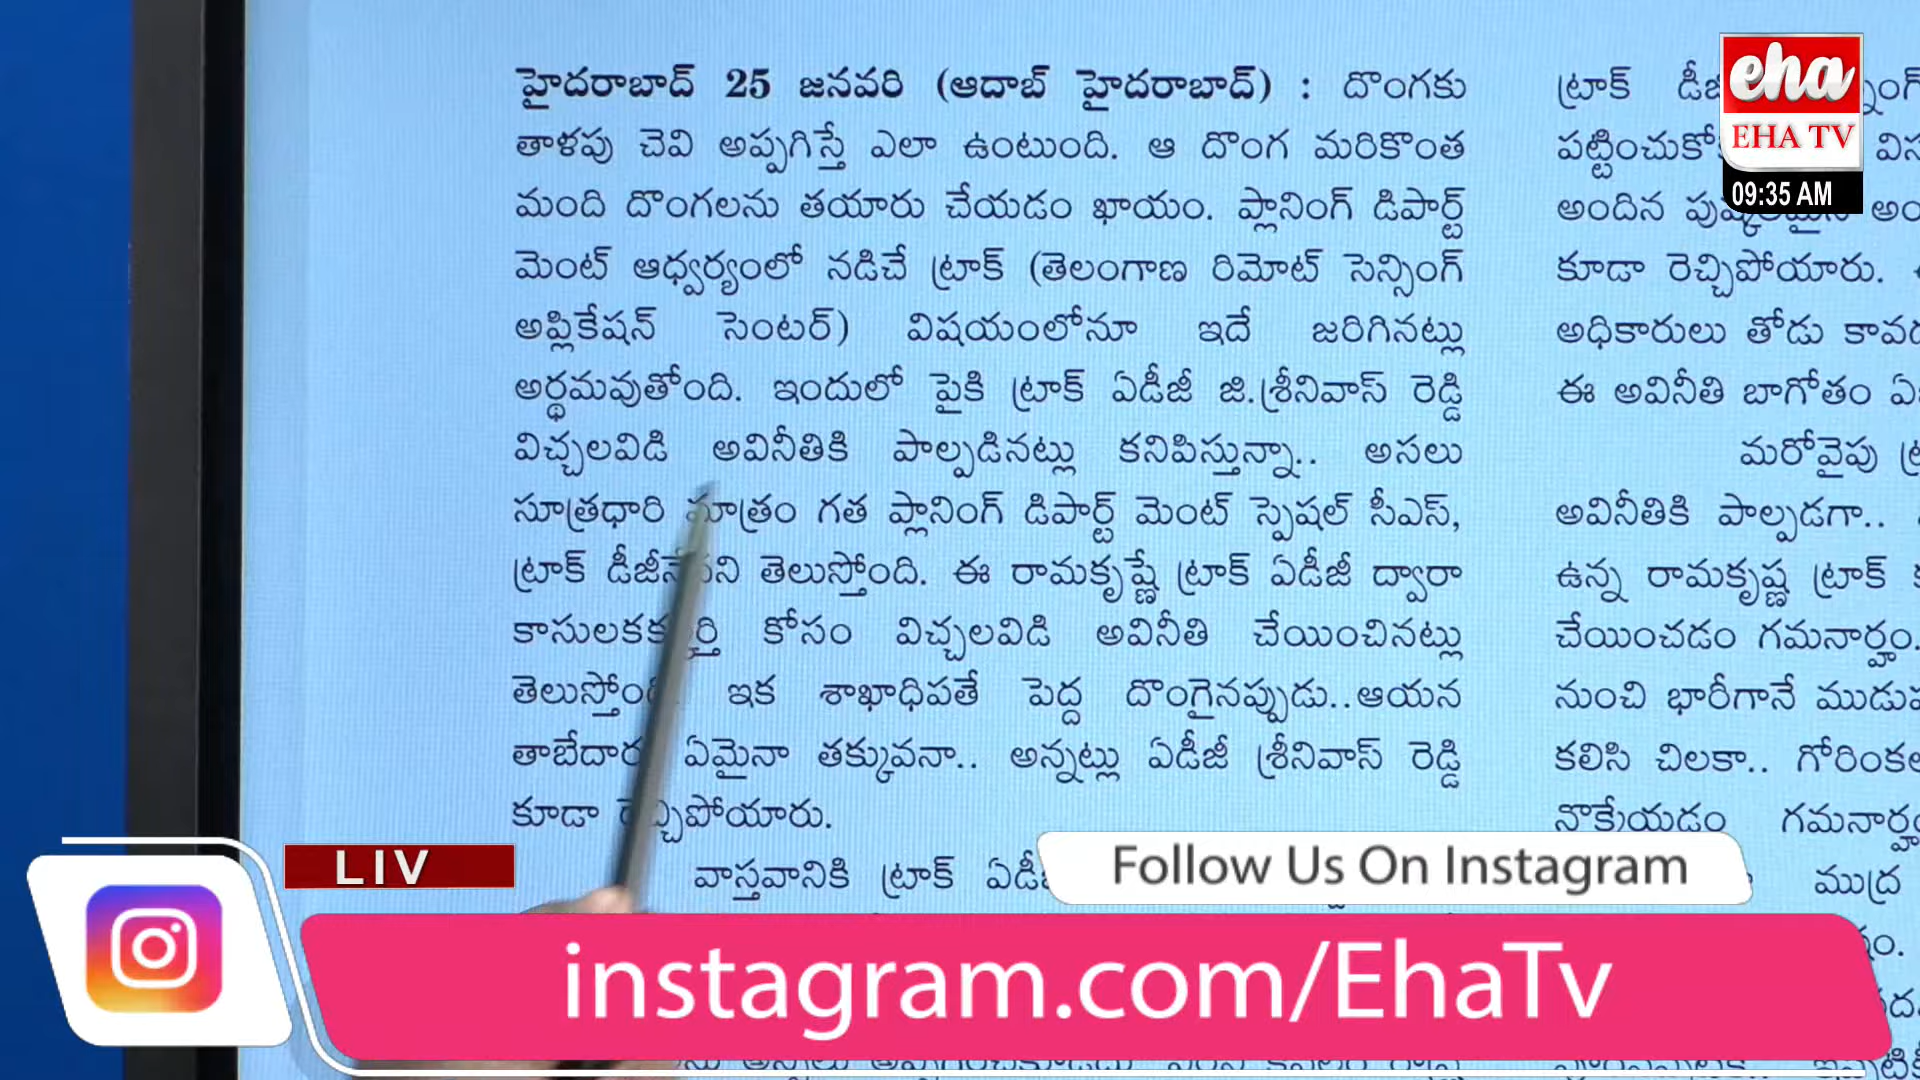 హైదరాబాద్ 25 జనవరి (ఆదాబ్ హైదరాబాద్) : దొంగకు
తాళపు చెవి అప్పగిస్తే ఎలా ఉంటుంది. ఆ దొంగ మరికొంత
మంది దొంగలను తయారు చేయడం ఖాయం. ప్లానింగ్ డిపార్ట్
మెంట్ ఆధ్వర్యంలో నడిచే ట్రాక్ (తెలంగాణ రిమోట్ సెన్సింగ్
అప్లికేషన్ సెంటర్) విషయంలోనూ ఇదే జరిగినట్లు
అర్థమవుతోంది. ఇందులో పైకి ట్రాక్ ఏడీజీ జి.శ్రీనివాస్ రెడ్డి
విచ్చలవిడి అవినీతికి పాల్పడినట్లు కనిపిస్తున్నా.. అసలు
సూత్రధారి మాత్రం గత ప్లానింగ్ డిపార్ట్ మెంట్ స్పెషల్ సీఎస్,
ట్రాక్ తెలుస్తోంది. ఈ రామకృష్ణే ట్రాక్ ఏడీజీ ద్వారా
కోసం విచ్చలవిడి అవినీతి చేయించినట్లు
ఇక శాఖాధిపతే పెద్ద దొంగైనప్పుడు..ఆయన
ఏమైనా తక్కువనా.. అన్నట్లు ఏడీజీ శ్రీనివాస్ రెడ్డి
కూడా
వాస్తవానికి ట్రాక్
ట్రాక్
అందిన
కూడా రెచ్చిపోయారు.
అధికారులు తోడు
ఈ అవినీతి బాగోతం
మరోవైపు
అవినీతికి పాల్పడగా..
ఉన్న రామకృష్ణ ట్రాక్
చేయించడం గమనార్హం.
నుంచి భారీగానే
కలిసి చిలకా..
నొక్కేయడం
ముద్ర
eha
EHA TV
09:35 AM
LIV
Follow Us On Instagram
instagram.com/EhaTv